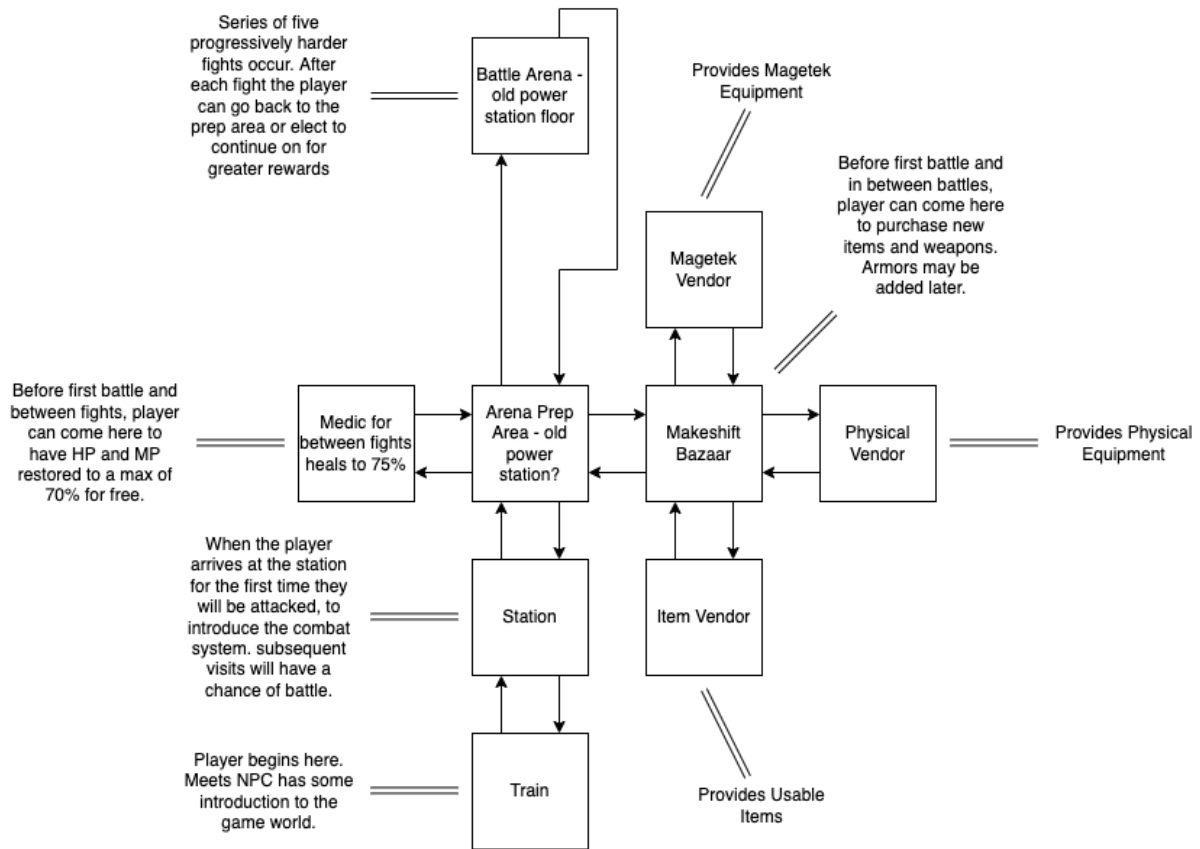 Series of five
progressively harder
fights occur. After
each fight the player
can go back to the
prep area or elect to
continue on for
greater rewards
Battle Arena -
old power
station floor
Provides Magetek
Equipment
Before first battle and
in between battles,
player can come here
to purchase new
items and weapons.
Armors may be
added later.
Magetek
Vendor
Before first battle and
between fights, player
can come here to
have HP and MP
restored to a max of
70% for free.
Medic for
between fights
heals to 75%
Arena Prep
Area - old
power
station?
Makeshift
Bazaar
Physical
Vendor
Provides Physical
Equipment
When the player
arrives at the station
for the first time they
will be attacked, to
introduce the combat
system. subsequent
visits will have a
chance of battle.
Station
Item Vendor
Player begins here.
Meets NPC has some
introduction to the
game world.
Train
Provides Usable
Items